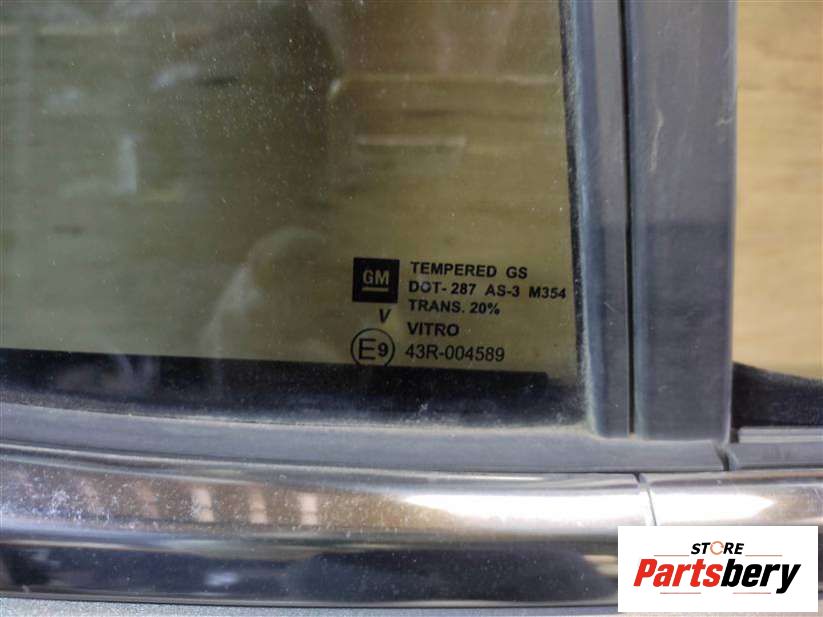 GM
TEMPERED GS
DOT- 287 AS-3 M354
TRANS. 20%
V
VITRO
E9
43R-004589
STORE
Partsbery